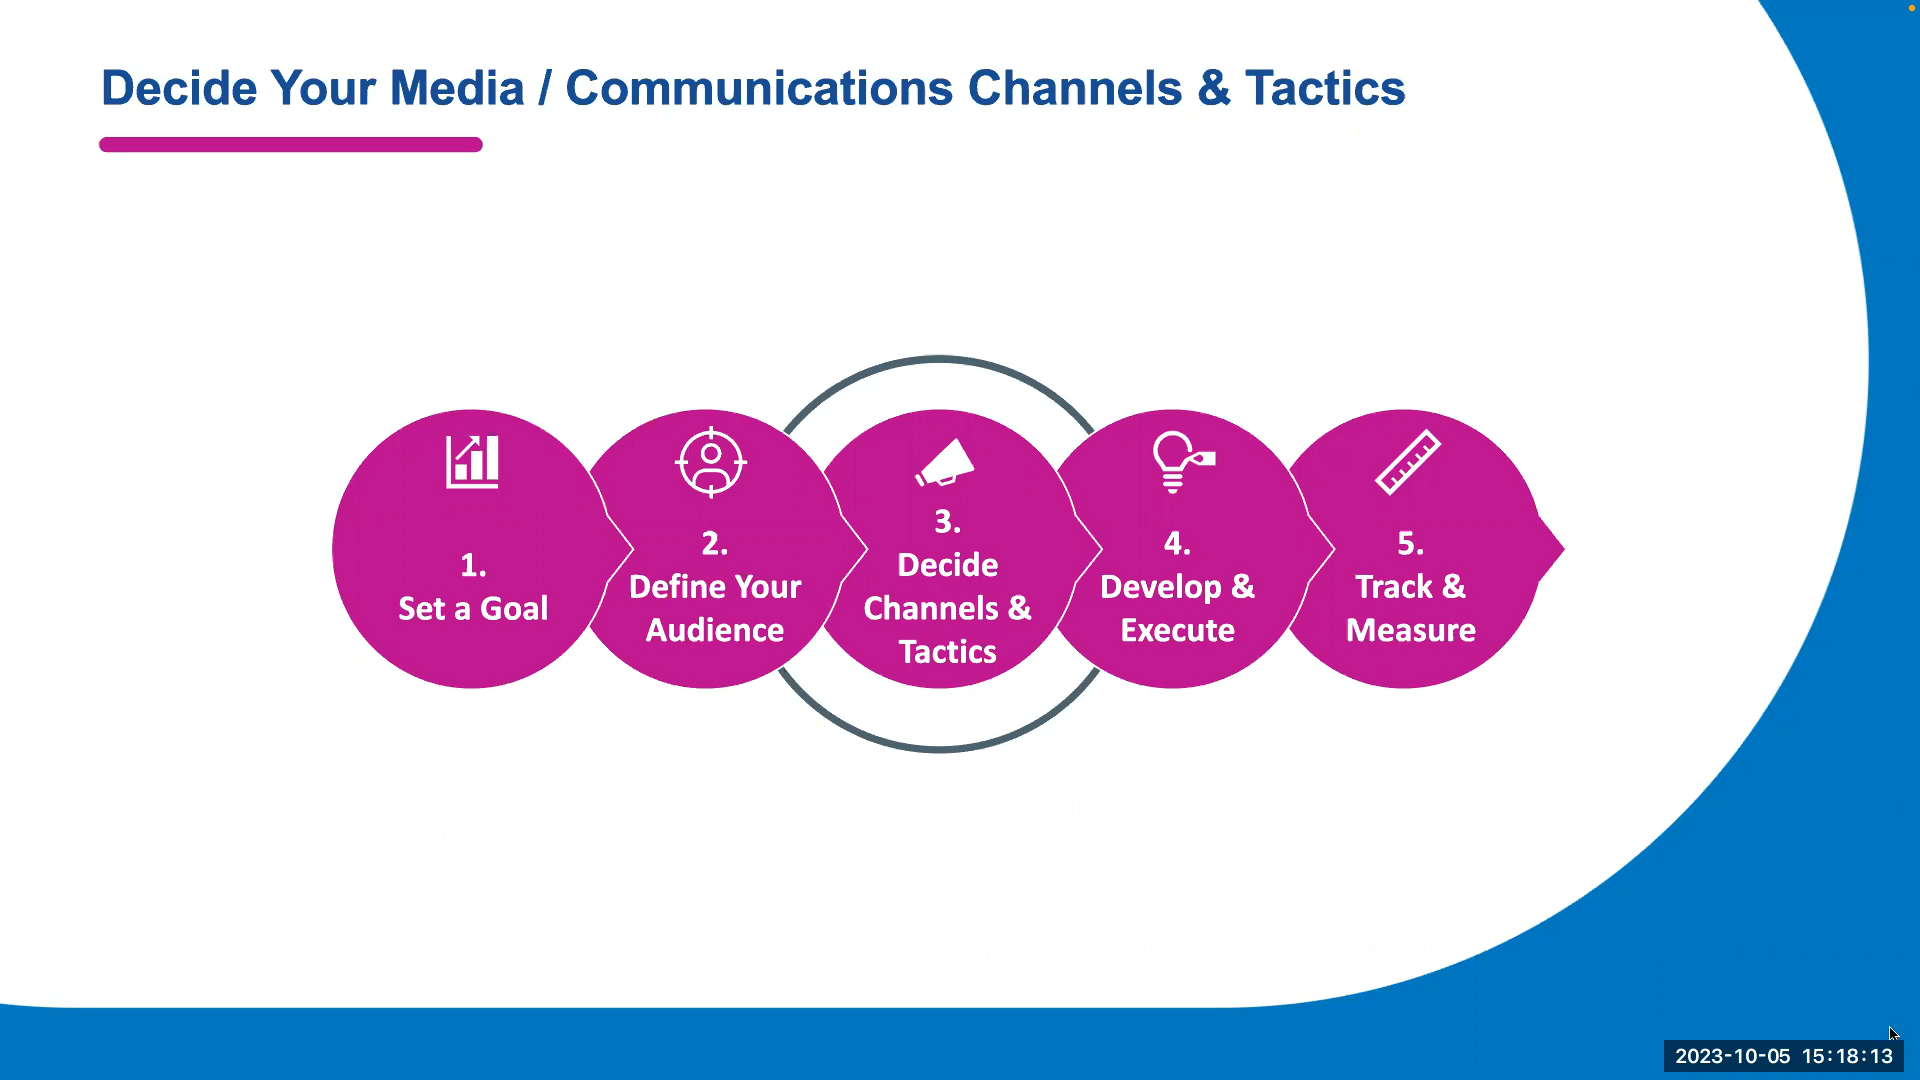 Decide Your Media / Communications Channels & Tactics
1.
Set a Goal
2.
Define Your
Audience
3.
Decide
Channels &
Tactics
4.
Develop &
Execute
5.
Track &
Measure
2023-10-05 15:18:13